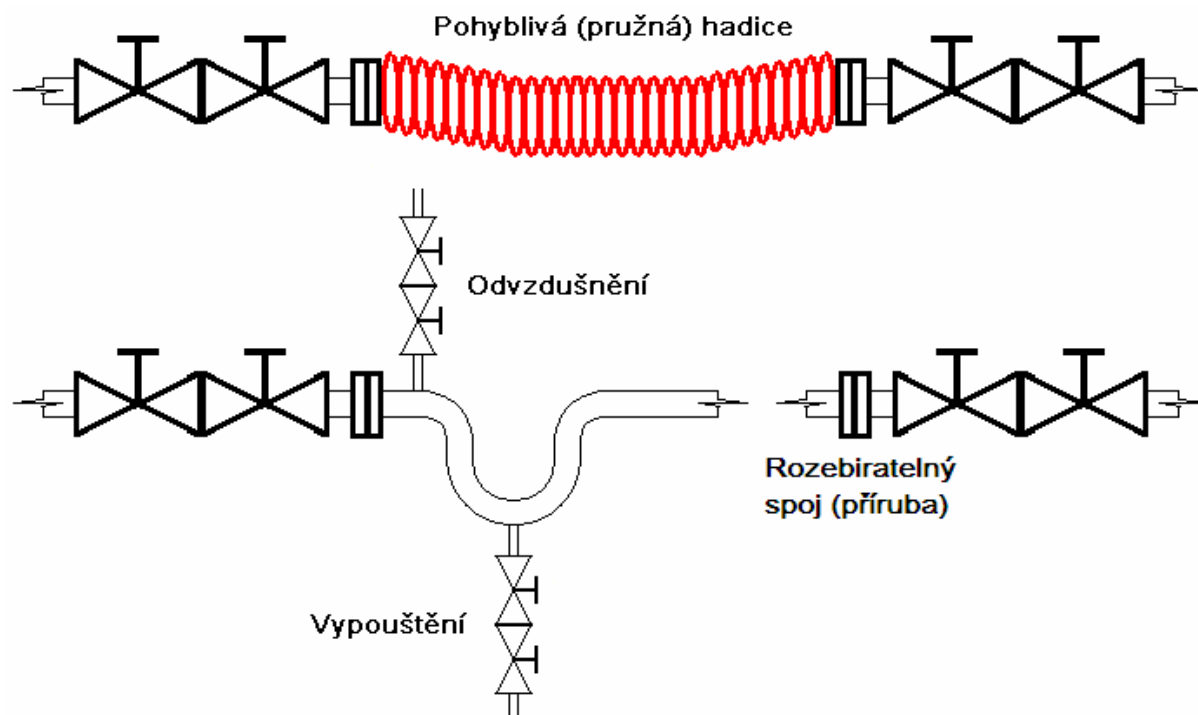 Pohyblivá (pružná) hadice
Odvzdušnění
Rozebiratelný
spoj (příruba)
Vypouštění